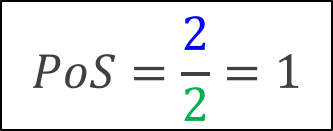 PoS = 2/2 = 1